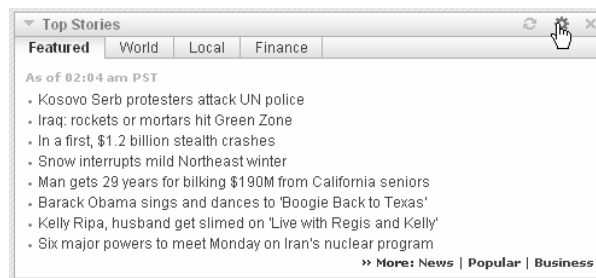 Top Stories
Featured World Local Finance
As of 02:04 am PST
• Kosovo Serb protesters attack UN police
• Iraq: rockets or mortars hit Green Zone
• In a first, $1.2 billion stealth crashes
• Snow interrupts mild Northeast winter
• Man gets 29 years for bilking $190M from California seniors
• Barack Obama sings and dances to 'Boogie Back to Texas'
• Kelly Ripa, husband get slimed on 'Live with Regis and Kelly'
• Six major powers to meet Monday on Iran's nuclear program
›› More: News | Popular | Business